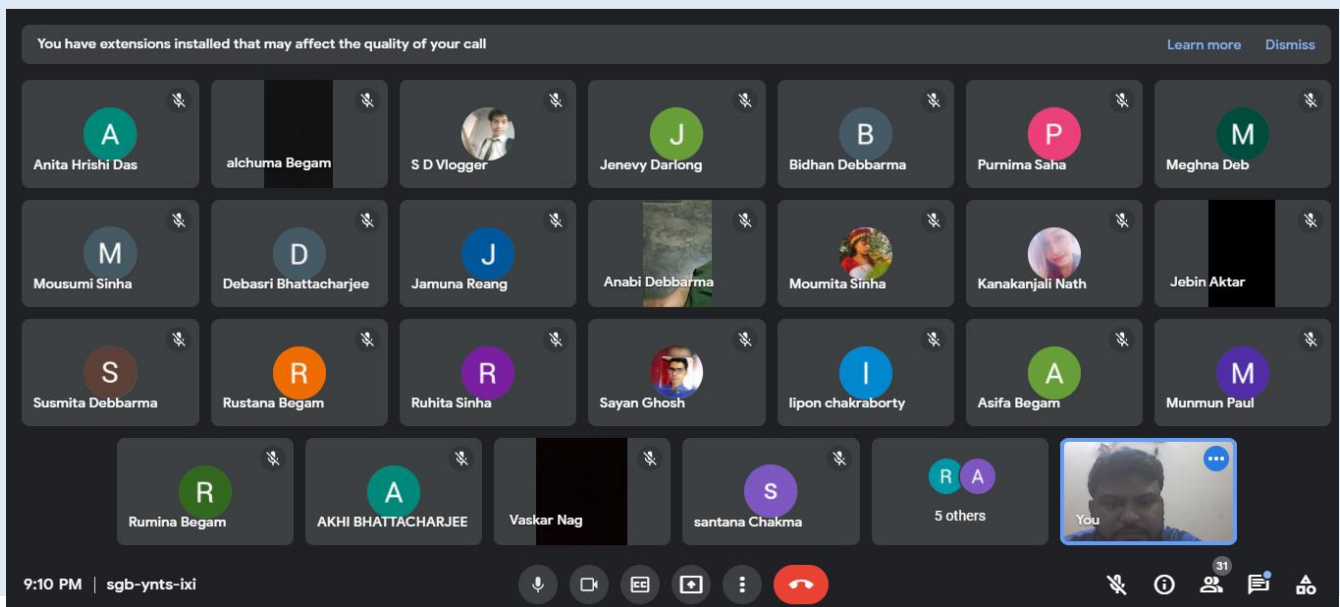 You have extensions installed that may affect the quality of your call
Learn more Dismiss
A
Anita Hrishi Das
alchuma Begam
S D Vlogger
J
Jenevy Darlong
B
Bidhan Debbarma
P
Purnima Saha
M
Meghna Deb
M
Mousumi Sinha
D
Debasri Bhattacharjee
J
Jamuna Reang
Anabi Debbarma
Moumita Sinha
Kanakanjali Nath
Jebin Aktar
S
Susmita Debbarma
R
Rustana Begam
R
Ruhita Sinha
Sayan Ghosh
I
lipon chakraborty
A
Asifa Begam
M
Munmun Paul
R
Rumina Begam
A
AKHI BHATTACHARJEE
Vaskar Nag
S
santana Chakma
R A
5 others
You
9:10 PM | sgb-ynts-ixi
CC
31